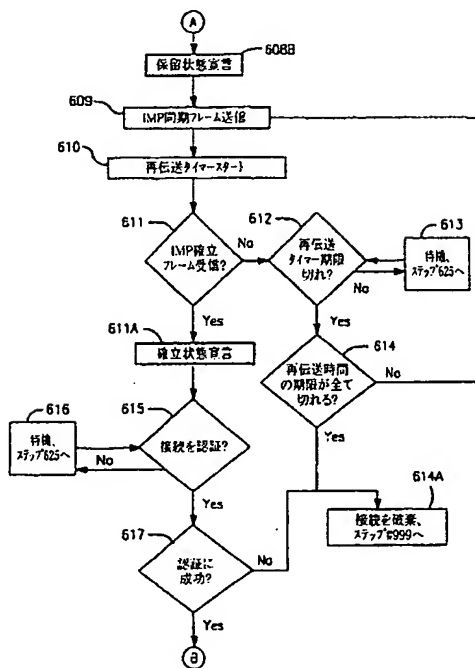 A
608B
保留状態宣言
609
IMP同期フレーム送信
610
再伝送タイマースタート
611
IMP確立
フレーム受信?
No
612
再伝送
タイマー期限
切れ?
613
待機、
ステップ625へ
No
Yes
Yes
611A
確立状態宣言
614
再伝送時間
の期限が全て
切れる?
No
616
待機、
ステップ625へ
615
接続を認証?
No
Yes
Yes
614A
接続を破棄、
ステップ#999へ
617
認証に
成功?
No
Yes
B